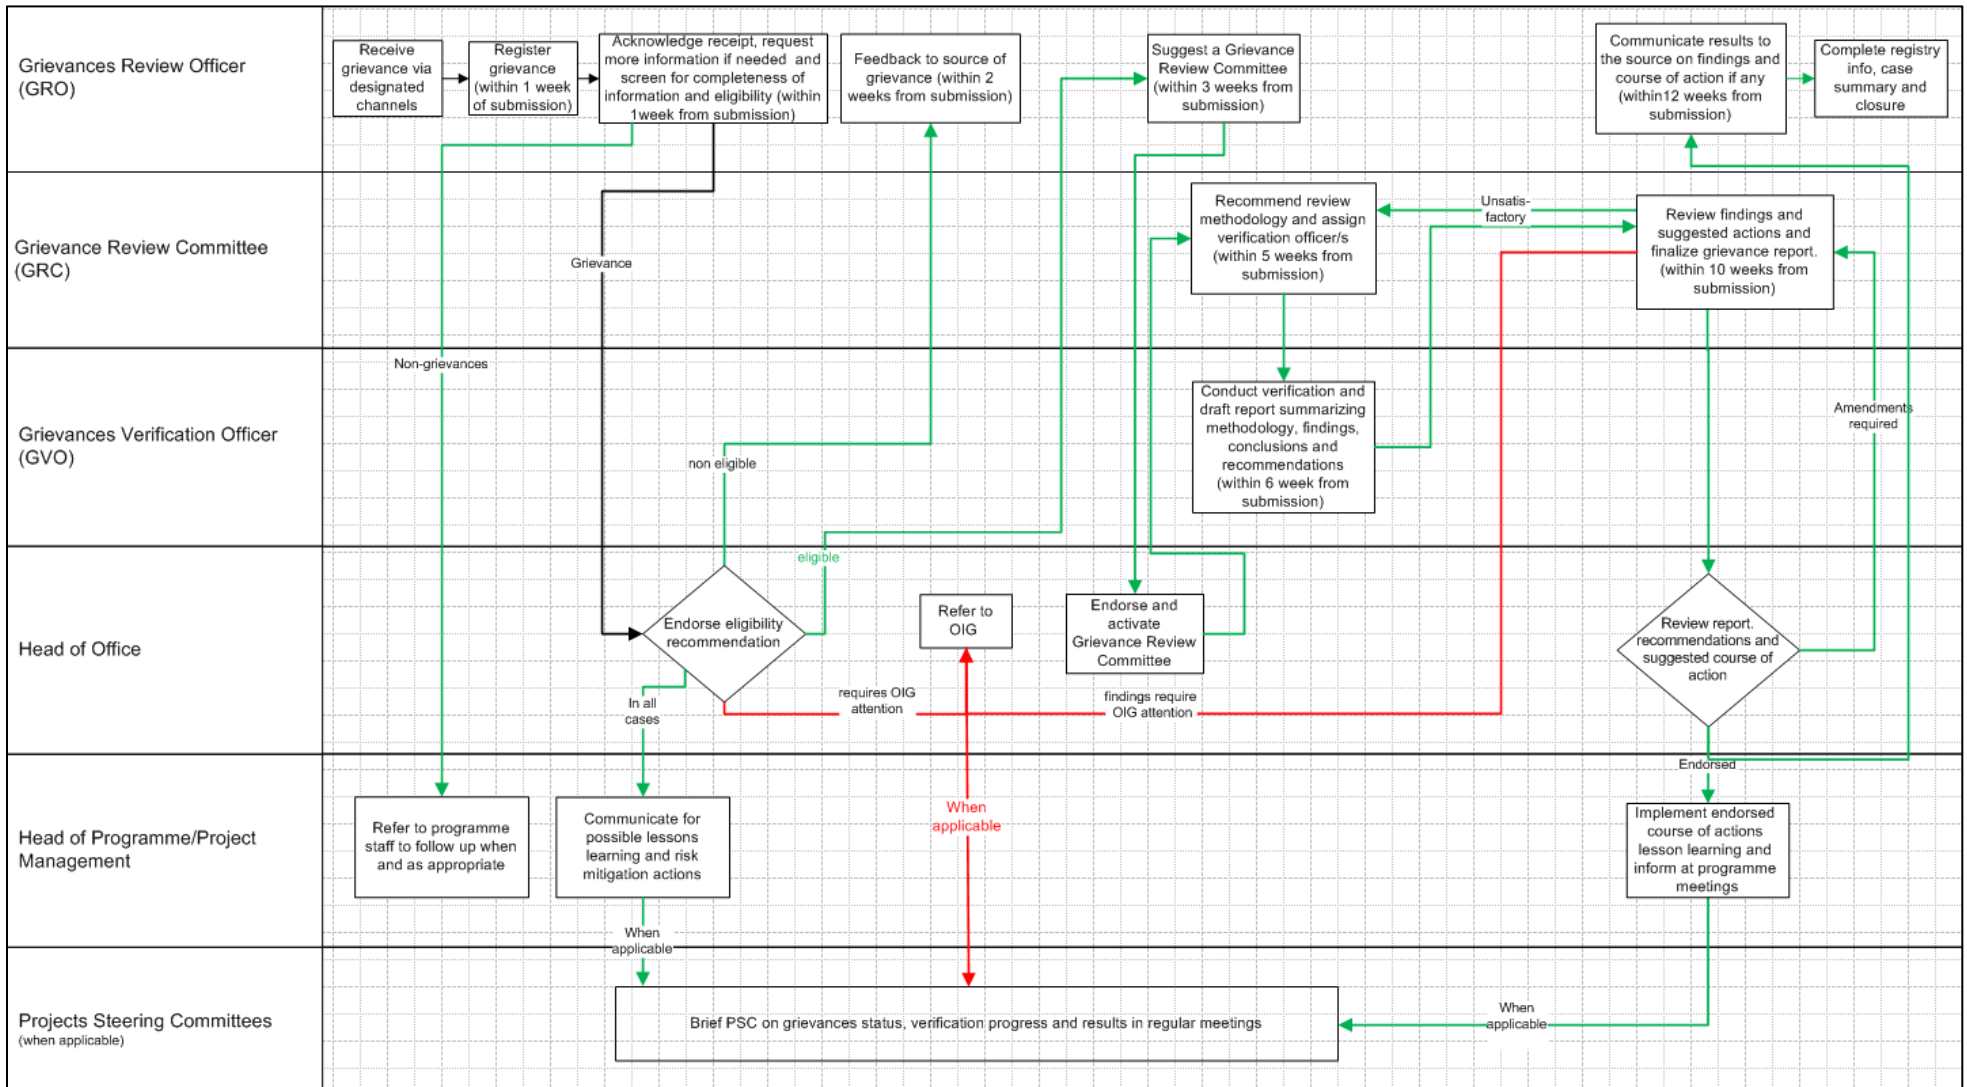 Grievances Review Officer
(GRO)
Receive
grievance via
designated
channels
Register
grievance
(within 1 week
of submission)
Acknowledge receipt, request
more information if needed and
screen for completeness of
information and eligibility (within
1week from submission)
Feedback to source of
grievance (within 2
weeks from submission)
Suggest a Grievance
Review Committee
(within 3 weeks from
submission)
Communicate results to
the source on findings and
course of action if any
(within12 weeks from
submission)
Complete registry
info, case
summary and
closure
Grievance Review Committee
(GRC)
Grievance
Recommend review
methodology and assign
verification officer/s
(within 5 weeks from
submission)
Unsatis-
factory
Review findings and
suggested actions and
finalize grievance report.
(within 10 weeks from
submission)
Non-grievances
Grievances Verification Officer
(GVO)
non eligible
Conduct verification and
draft report summarizing
methodology, findings,
conclusions and
recommendations
(within 6 week from
submission)
Amendments
required
eligible
Head of Office
Endorse eligibility
recommendation
Refer to
OIG
Endorse and
activate
Grievance Review
Committee
Review report.
recommendations and
suggested course of
action
In all
cases
requires OIG
attention
findings require
OIG attention
Endorsed
Head of Programme/Project
Management
Refer to programme
staff to follow up when
and as appropriate
Communicate for
possible lessons
learning and risk
mitigation actions
When
applicable
Implement endorsed
course of actions
lesson learning and
inform at programme
meetings
When
applicable
Projects Steering Committees
(when applicable)
Brief PSC on grievances status, verification progress and results in regular meetings
When
applicable